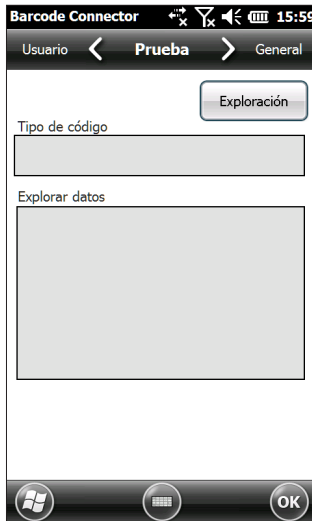 Barcode Connector 15:59
Usuario Prueba General
Exploración
Tipo de código
Explorar datos
OK